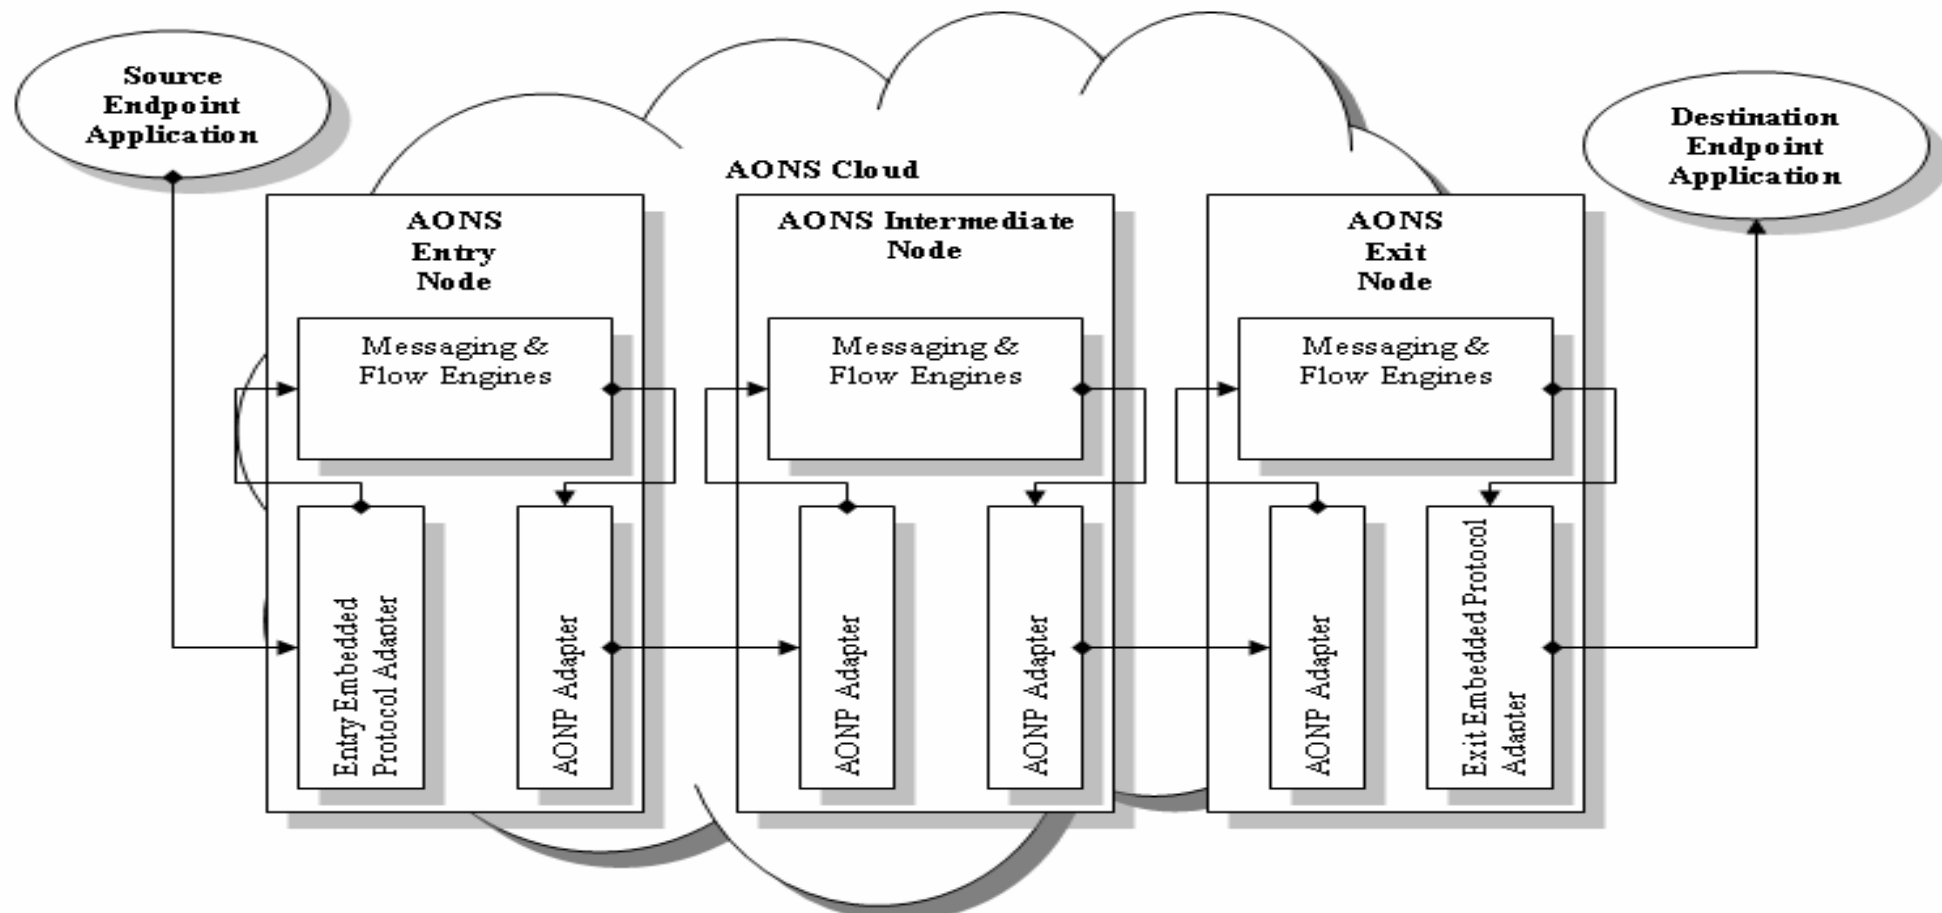 Source
Endpoint
Application
Destination
Endpoint
Application
AONS Cloud
AONS
Entry
Node
Messaging &
Flow Engines
Entry Embedded
Protocol Adapter
AONP Adapter
AONS Intermediate
Node
Messaging &
Flow Engines
AONP Adapter
AONP Adapter
AONS
Exit
Node
Messaging &
Flow Engines
AONP Adapter
Exit Embedded Protocol
Adapter